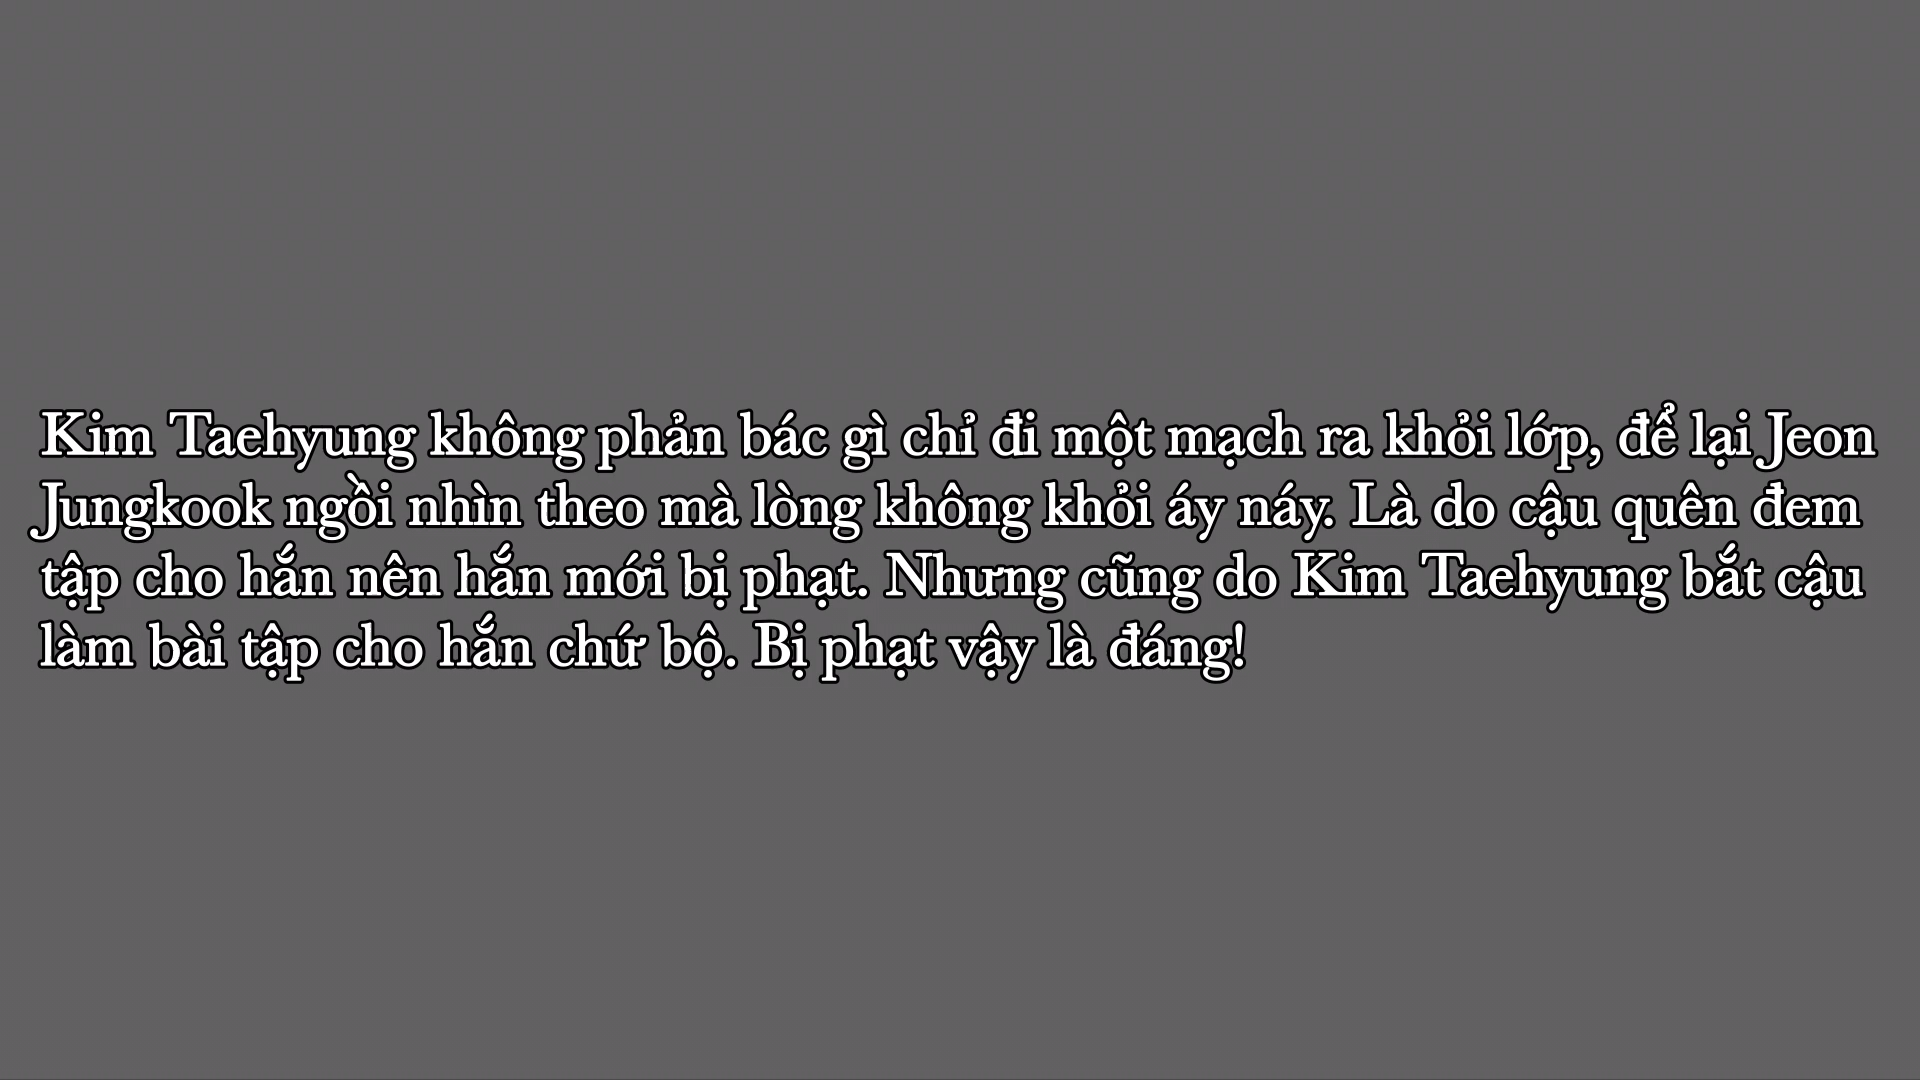 Kim Taehyung không phản bác gì chỉ đi một mạch ra khỏi lớp, để lại Jeon
Jungkook ngồi nhìn theo mà lòng không khỏi áy náy. Là do cậu quên đem
tập cho hắn nên hắn mới bị phạt. Nhưng cũng do Kim Taehyung bắt cậu
làm bài tập cho hắn chứ bộ. Bị phạt vậy là đáng!